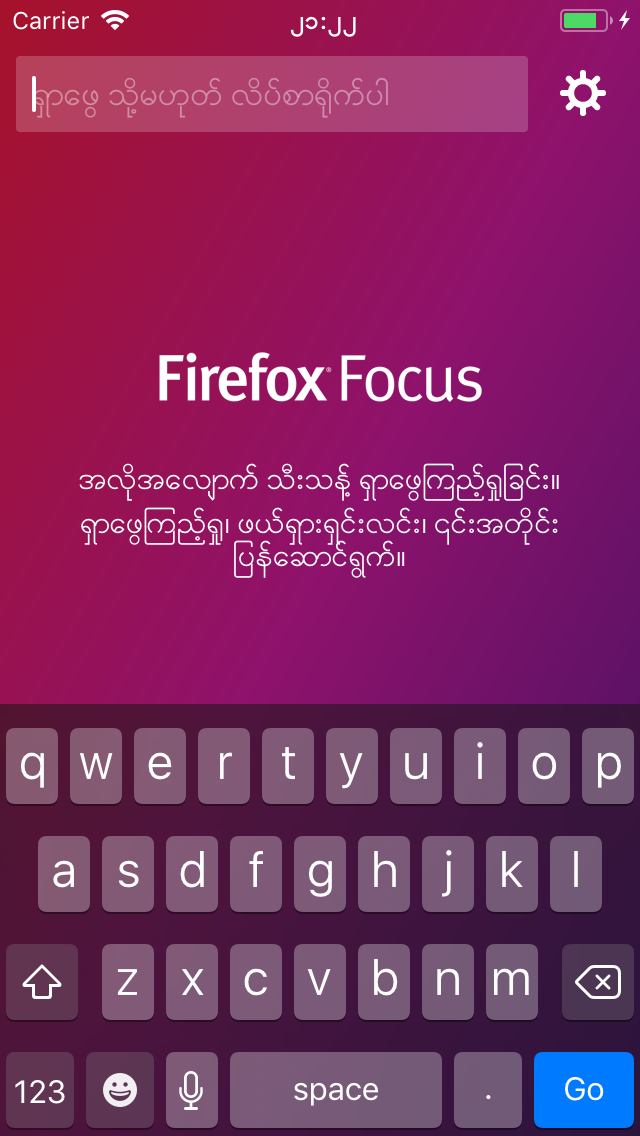 Carrier ၂၁:၂၂
ရှာဖွေ သို့မဟုတ် လိပ်စာရိုက်ပါ
Firefox® Focus
အလိုအလျောက် သီးသန့် ရှာဖွေကြည့်ရှုခြင်း။
ရှာဖွေကြည့်ရှု၊ ဖယ်ရှားရှင်းလင်း၊ ၎င်းအတိုင်း
ပြန်ဆောင်ရွက်။
q w e r t y u i o p
a s d f g h j k l
z x c v b n m
123 space . Go